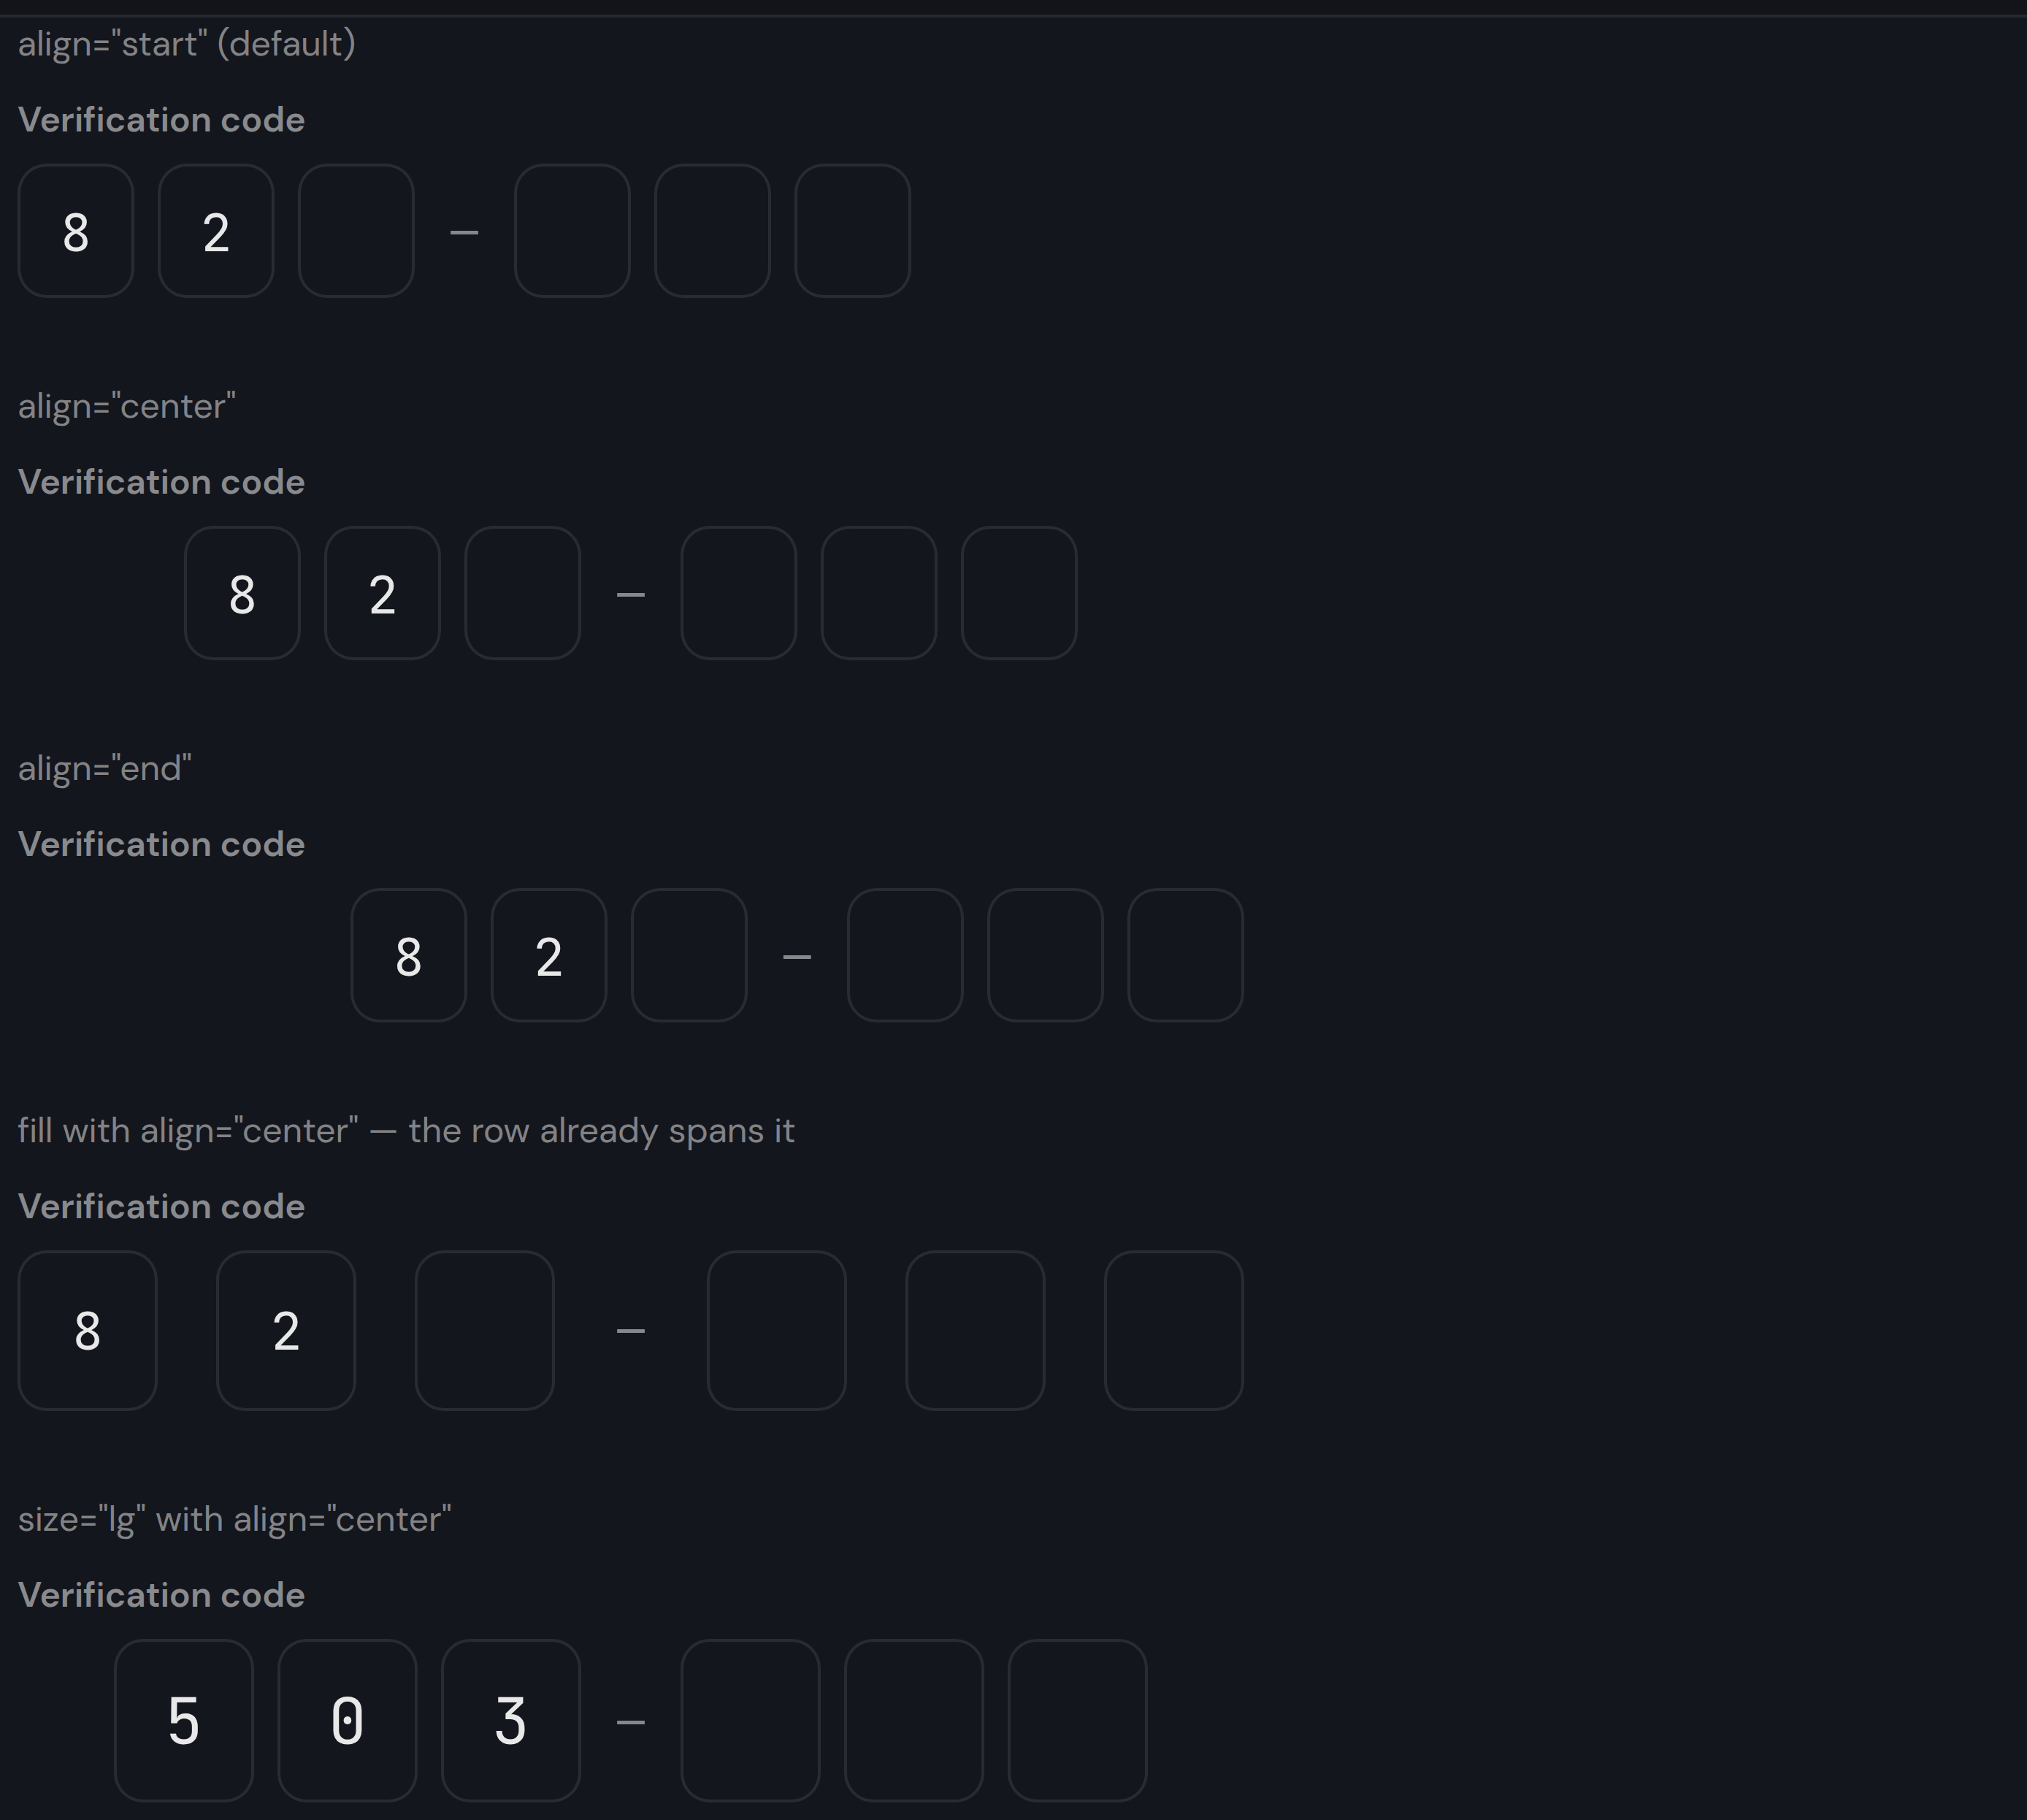 align="start" (default)
Verification code
8 2 –
align="center"
Verification code
8 2 –
align="end"
Verification code
8 2 –
fill with align="center" — the row already spans it
Verification code
8 2 –
size="lg" with align="center"
Verification code
5 0 3 –